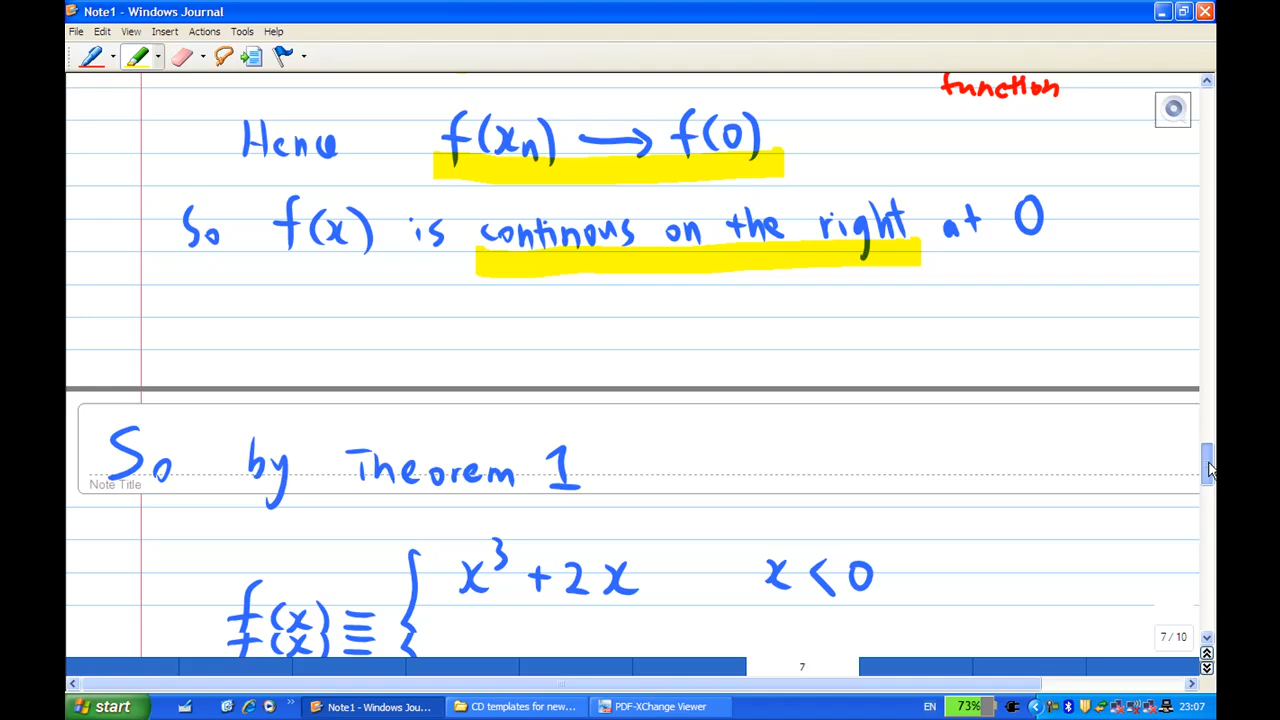 Note1 - Windows Journal
File Edit View Insert Actions Tools Help
function
Hence f(xn) → f(0)
So f(x) is continous on the right at 0
So by Theorem 1
Note Title
x³ + 2x x < 0
f(x) ≡ {
f(x) ≡ {
7 / 10
7
start
Note1 - Windows Jou...
CD templates for new...
PDF-XChange Viewer
EN
73%
23:07